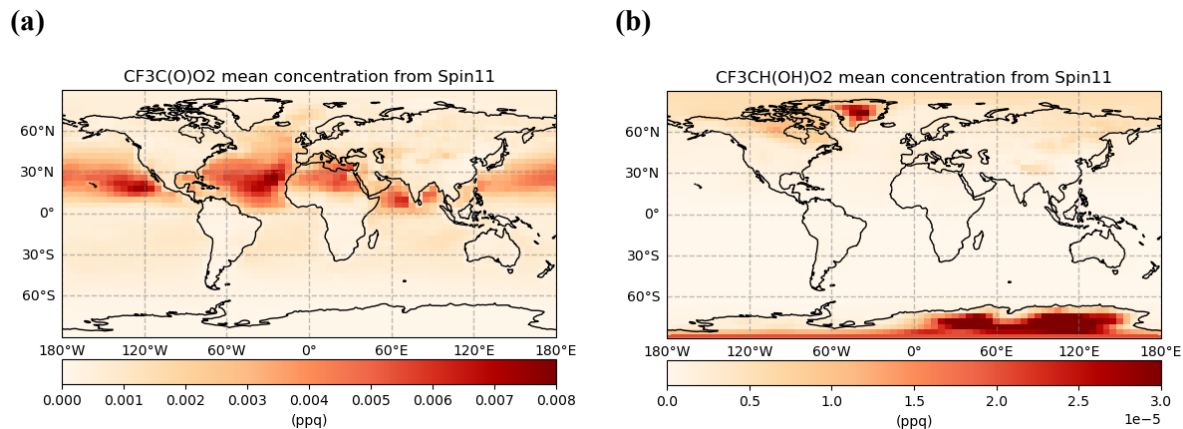 (a)
CF3C(O)O2 mean concentration from Spin11
60°N
30°N
0°
30°S
60°S
180°W 120°W 60°W 0° 60°E 120°E 180°E
0.000 0.001 0.002 0.003 0.004 0.005 0.006 0.007 0.008
(ppq)
(b)
CF3CH(OH)O2 mean concentration from Spin11
60°N
30°N
0°
30°S
60°S
180°W 120°W 60°W 0° 60°E 120°E 180°E
0.0 0.5 1.0 1.5 2.0 2.5 3.0
(ppq) 1e−5